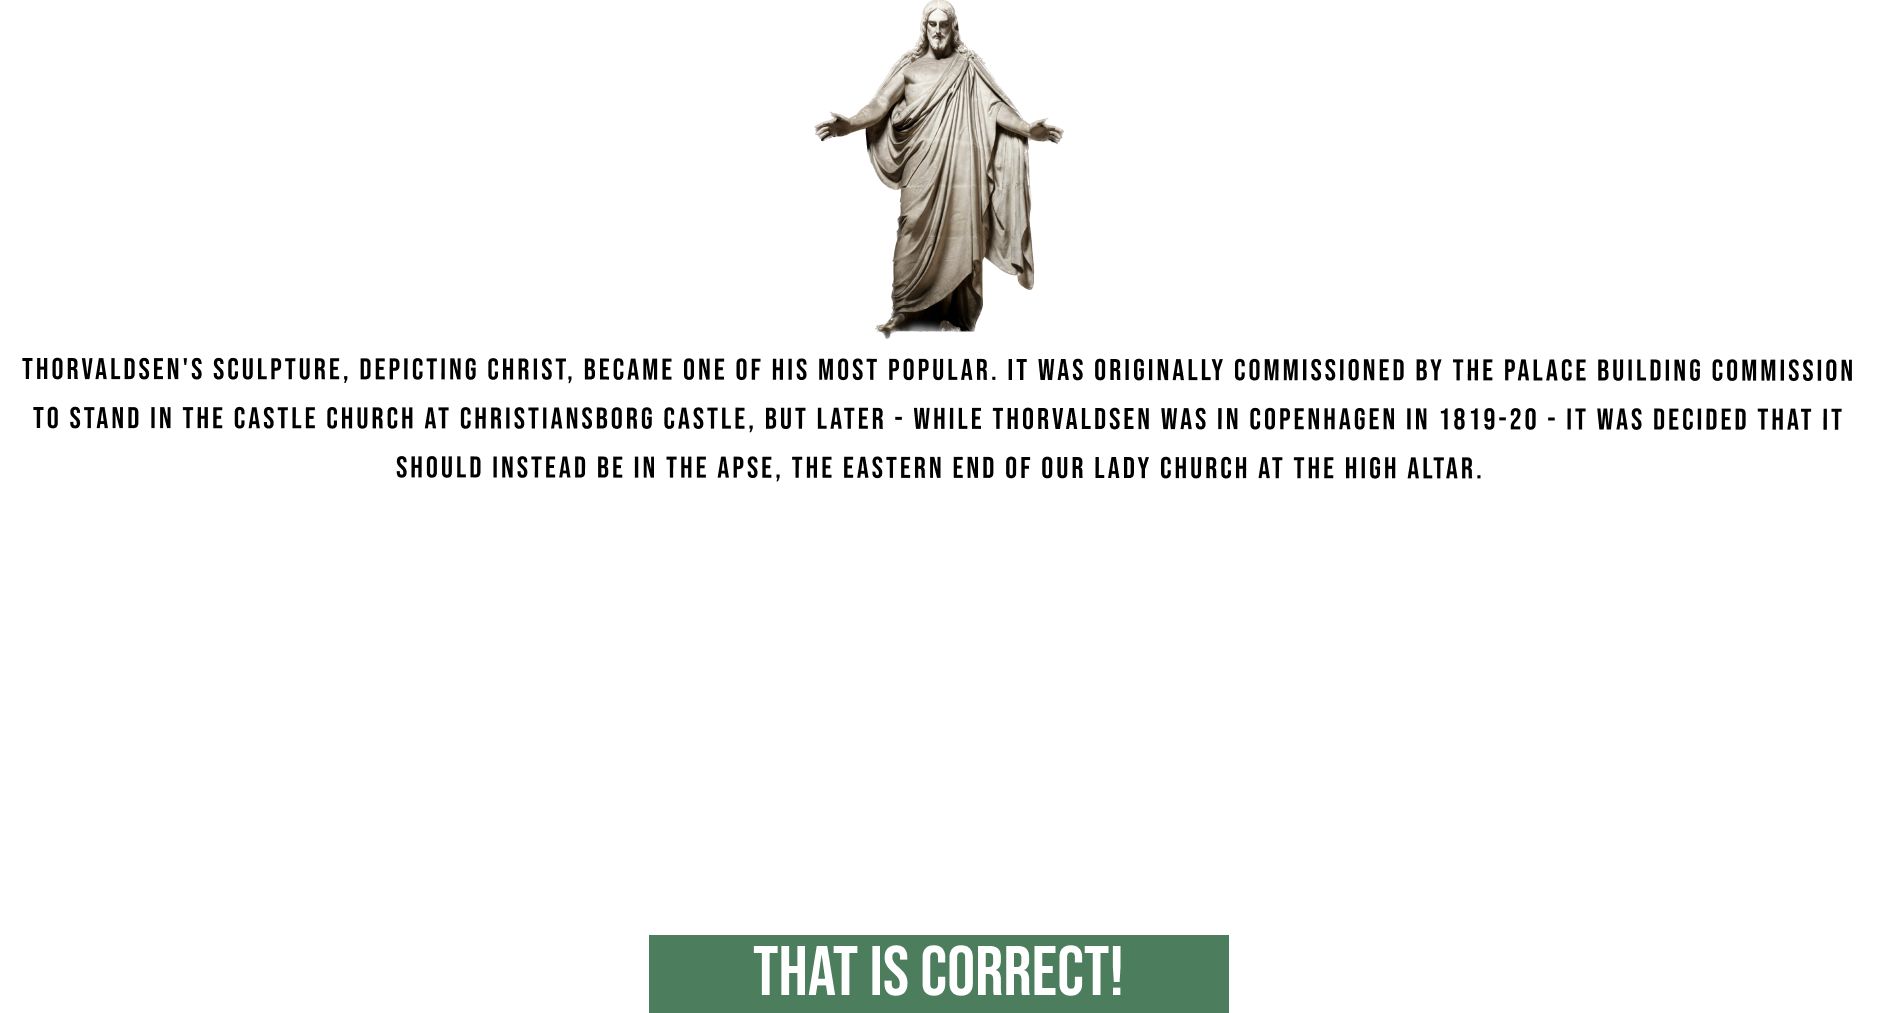 THORVALDSEN'S SCULPTURE, DEPICTING CHRIST, BECAME ONE OF HIS MOST POPULAR. IT WAS ORIGINALLY COMMISSIONED BY THE PALACE BUILDING COMMISSION
TO STAND IN THE CASTLE CHURCH AT CHRISTIANSBORG CASTLE, BUT LATER - WHILE THORVALDSEN WAS IN COPENHAGEN IN 1819-20 - IT WAS DECIDED THAT IT
SHOULD INSTEAD BE IN THE APSE, THE EASTERN END OF OUR LADY CHURCH AT THE HIGH ALTAR.
THAT IS CORRECT!